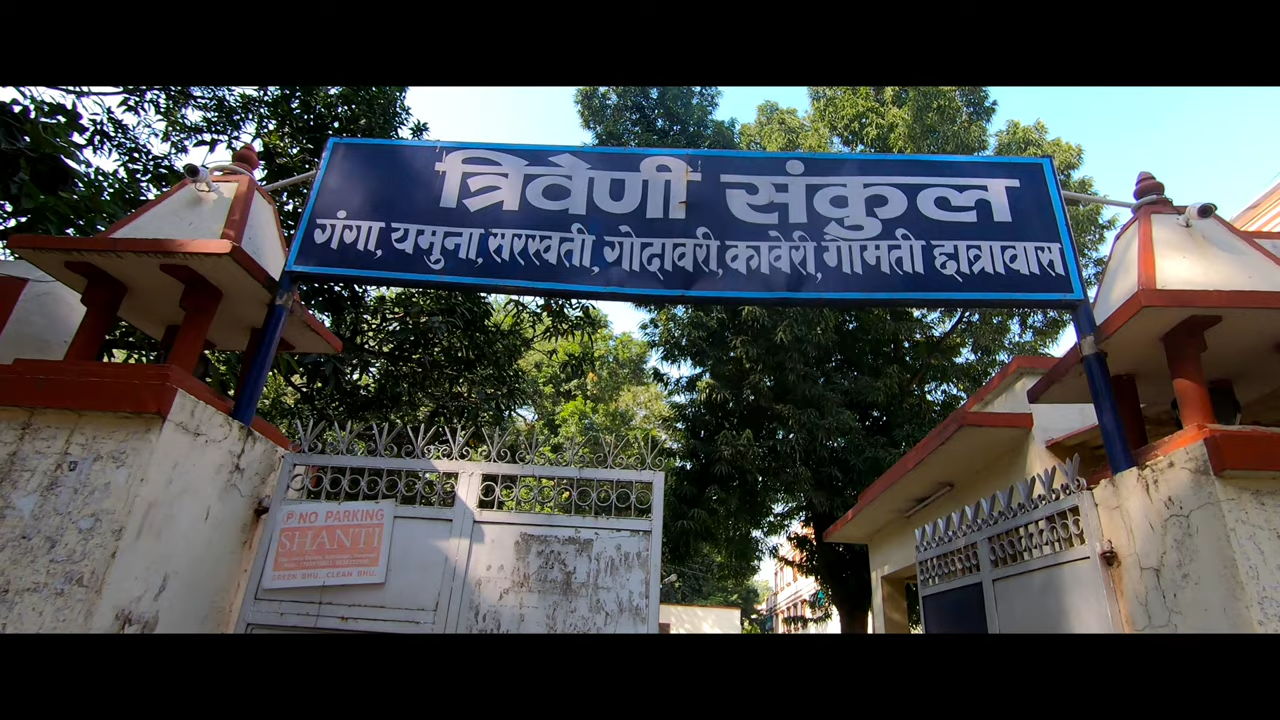 त्रिवेणी संकुल
गंगा, यमुना, सरस्वती, गोदावरी, कावेरी, गोमती छात्रावास
P NO PARKING
SHANTI
GREEN BHU, CLEAN BHU.